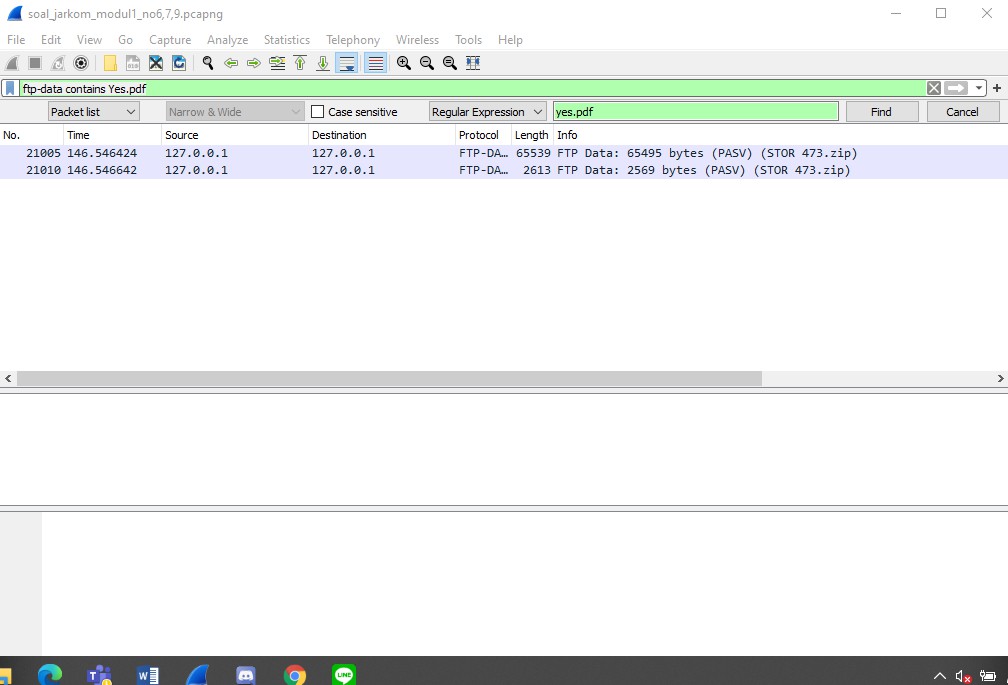 soal_jarkom_modul1_no6,7,9.pcapng
File Edit View Go Capture Analyze Statistics Telephony Wireless Tools Help
ftp-data contains Yes.pdf
Packet list Narrow & Wide Case sensitive Regular Expression yes.pdf Find Cancel
No. Time Source Destination Protocol Length Info
21005 146.546424 127.0.0.1 127.0.0.1 FTP-DA… 65539 FTP Data: 65495 bytes (PASV) (STOR 473.zip)
21010 146.546642 127.0.0.1 127.0.0.1 FTP-DA… 2613 FTP Data: 2569 bytes (PASV) (STOR 473.zip)
LINE